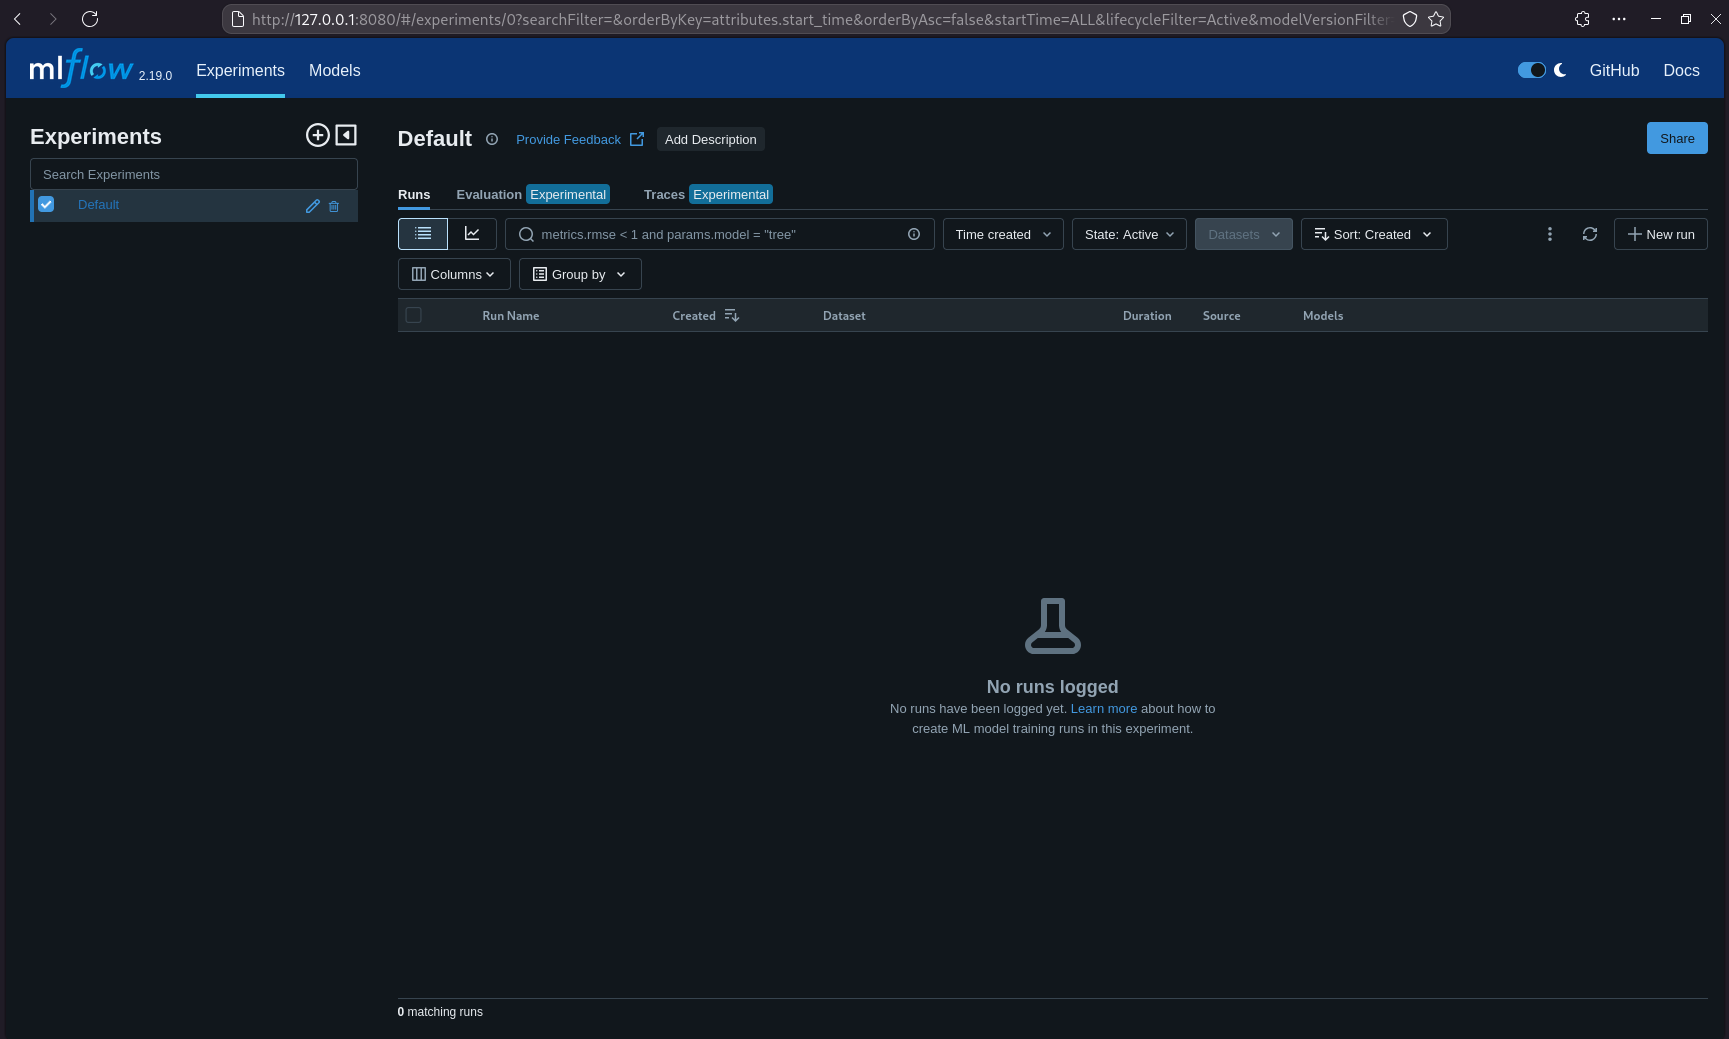 http://127.0.0.1:8080/#/experiments/0?searchFilter=&orderByKey=attributes.start_time&orderByAsc=false&startTime=ALL&lifecycleFilter=Active&modelVersionFilter
mlflow 2.19.0 Experiments Models GitHub Docs
Experiments
Search Experiments
Default
Default Provide Feedback Add Description Share
Runs Evaluation Experimental Traces Experimental
metrics.rmse < 1 and params.model = "tree" Time created State: Active Datasets Sort: Created New run
Columns Group by
Run Name Created Dataset Duration Source Models
No runs logged
No runs have been logged yet. Learn more about how to
create ML model training runs in this experiment.
0 matching runs